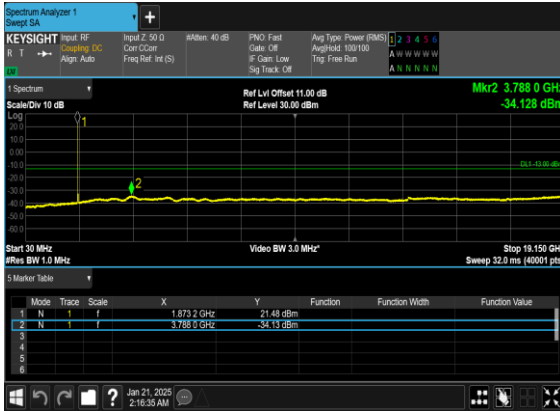 Spectrum Analyzer 1
Swept SA
KEYSIGHT Input: RF Input Z: 50 Ω #Atten: 40 dB PNO: Fast Avg Type: Power (RMS) 1 2 3 4 5 6
R T Coupling: DC Corr CCorr Gate: Off Avg|Hold: 100/100 A W W W W W
Align: Auto Freq Ref: Int (S) IF Gain: Low Trig: Free Run
Sig Track: Off A N N N N N
1 Spectrum Ref Lvl Offset 11.00 dB Mkr2 3.788 0 GHz
Scale/Div 10 dB Ref Level 30.00 dBm -34.128 dBm
Log
20.0
10.0
0.00
-10.0
DL1 -13.00 dBm
-20.0
-30.0
-40.0
-50.0
-60.0
1
2
Start 30 MHz Video BW 3.0 MHz* Stop 19.150 GHz
#Res BW 1.0 MHz Sweep 32.0 ms (40001 pts)
5 Marker Table
Mode Trace Scale X Y Function Function Width Function Value
1 N 1 f 1.873 2 GHz 21.48 dBm
2 N 1 f 3.788 0 GHz -34.13 dBm
3
4
5
6
? Jan 21, 2025
2:16:35 AM